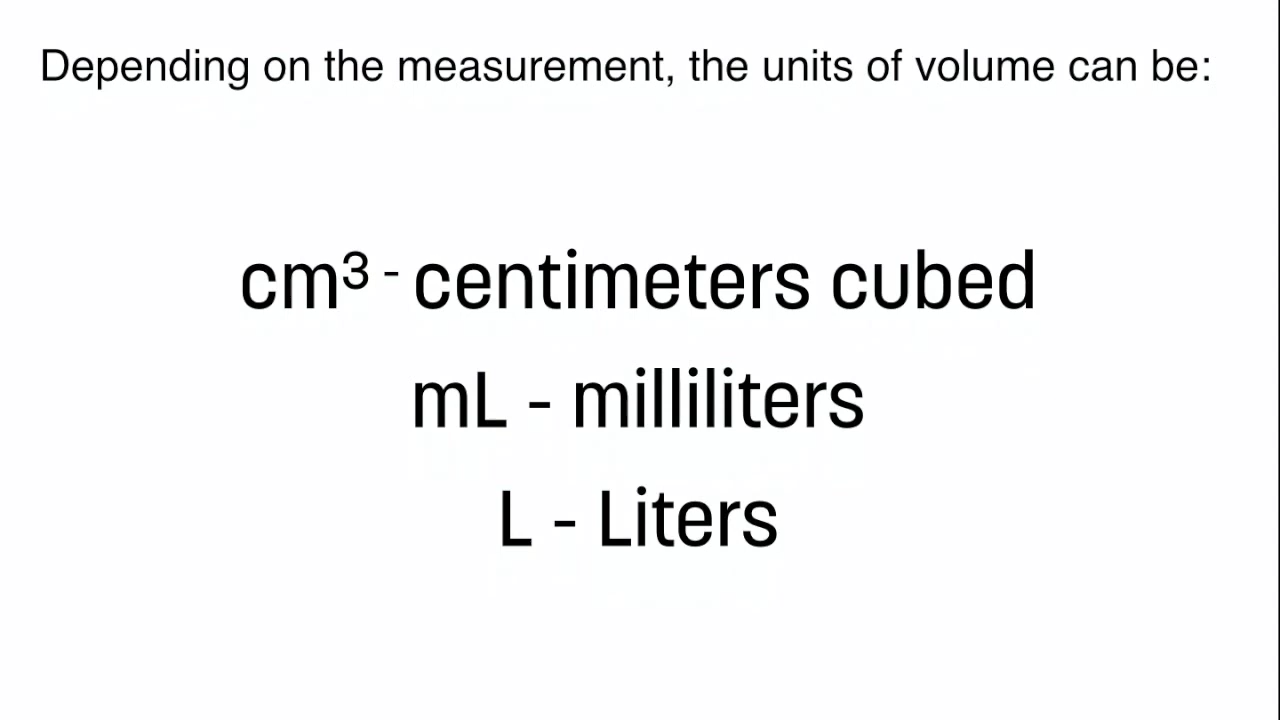 Depending on the measurement, the units of volume can be:
cm³ - centimeters cubed
mL - milliliters
L - Liters